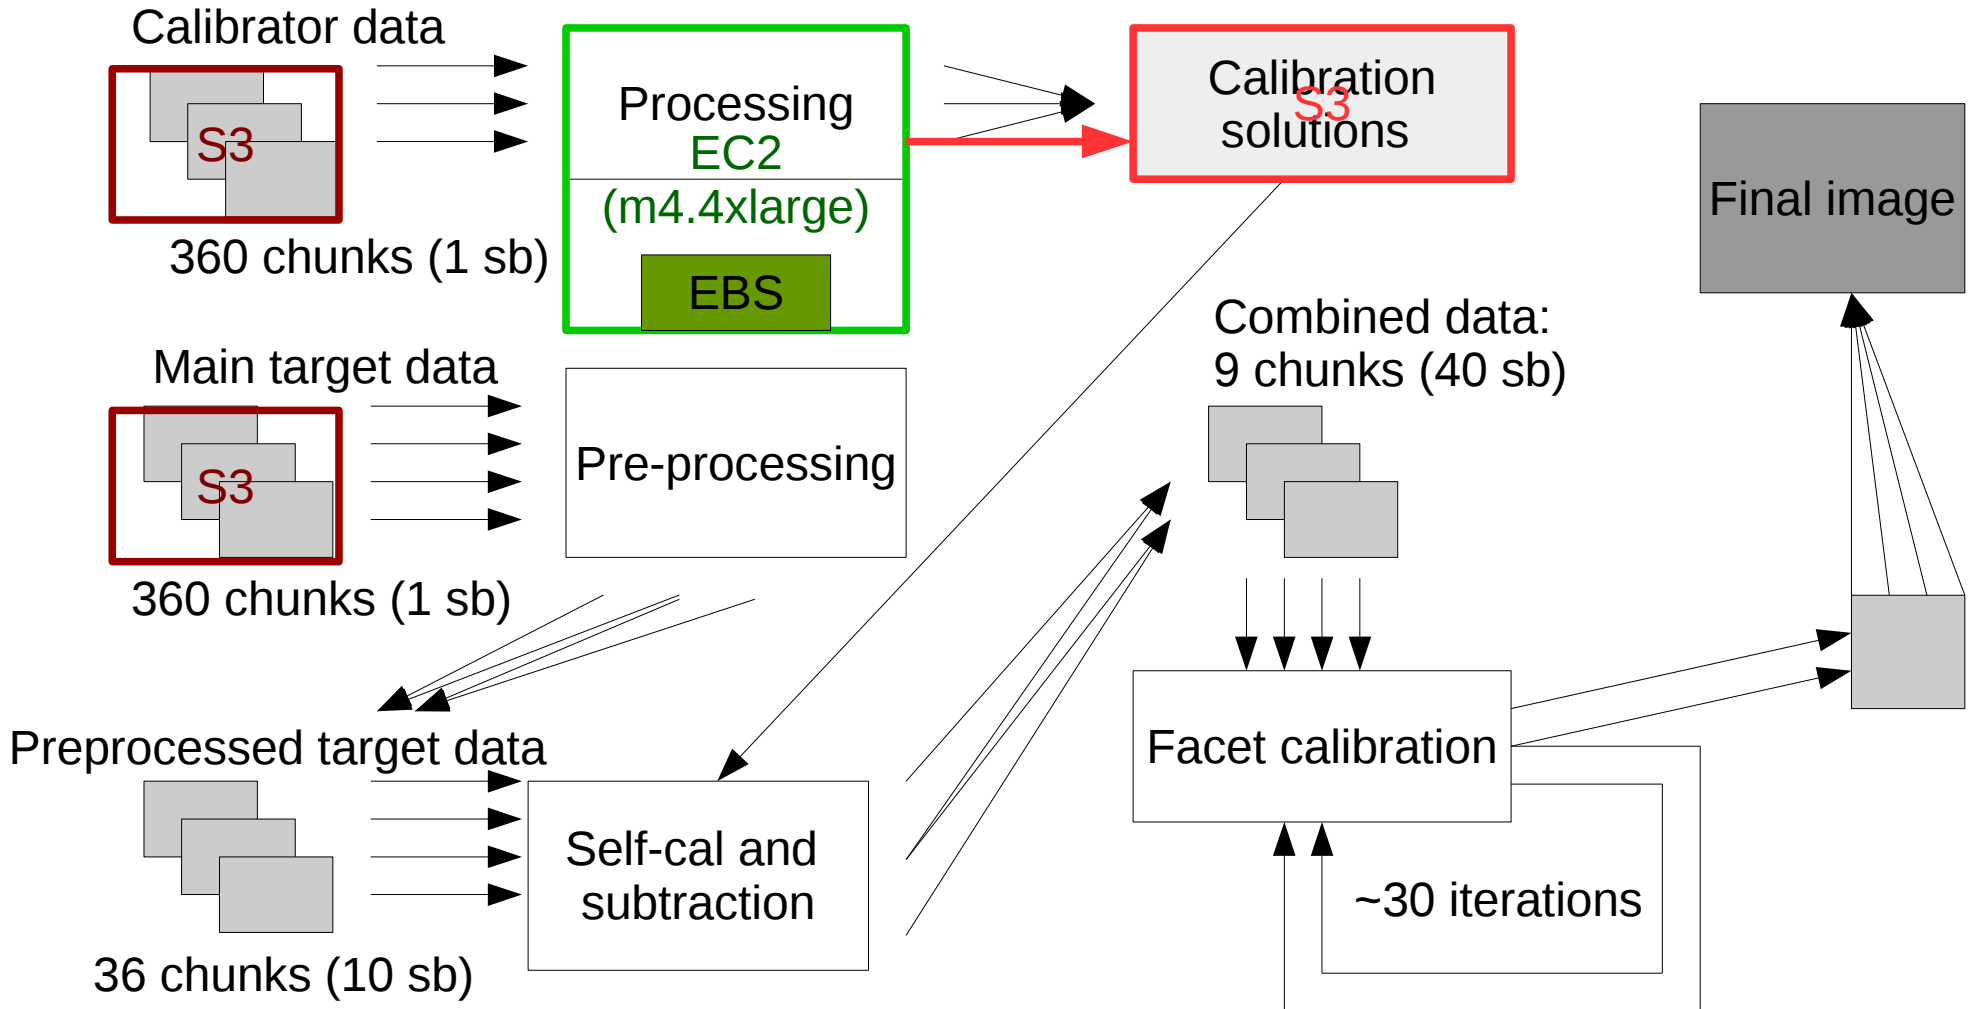 Calibrator data
S3
360 chunks (1 sb)
Processing
EC2
(m4.4xlarge)
EBS
Calibration
S3
solutions
Final image
Main target data
S3
360 chunks (1 sb)
Pre-processing
Combined data:
9 chunks (40 sb)
Preprocessed target data
36 chunks (10 sb)
Self-cal and
subtraction
Facet calibration
~30 iterations